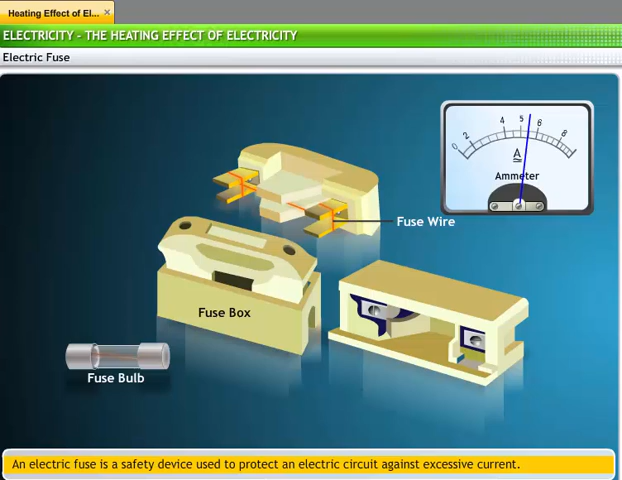 Heating Effect of El... ×
ELECTRICITY - THE HEATING EFFECT OF ELECTRICITY
Electric Fuse
0 2 4 5 6 8
A
Ammeter
Fuse Wire
Fuse Box
Fuse Bulb
An electric fuse is a safety device used to protect an electric circuit against excessive current.